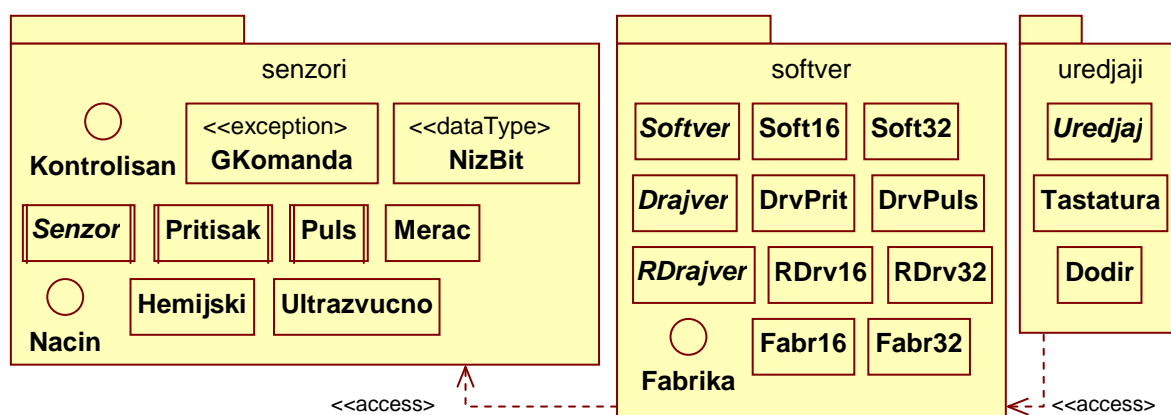 senzori
softver
uredjaji
Kontrolisan
<<exception>
GKomanda
<<dataType>
NizBit
Senzor
Pritisak
Puls
Merac
Nacin
Hemijski
Ultrazvucno
Softver
Soft16
Soft32
Drajver
DrvPrit
DrvPuls
RDrajver
RDrv16
RDrv32
Fabrika
Fabr16
Fabr32
Uredjaj
Tastatura
Dodir
<<access>
<<access>